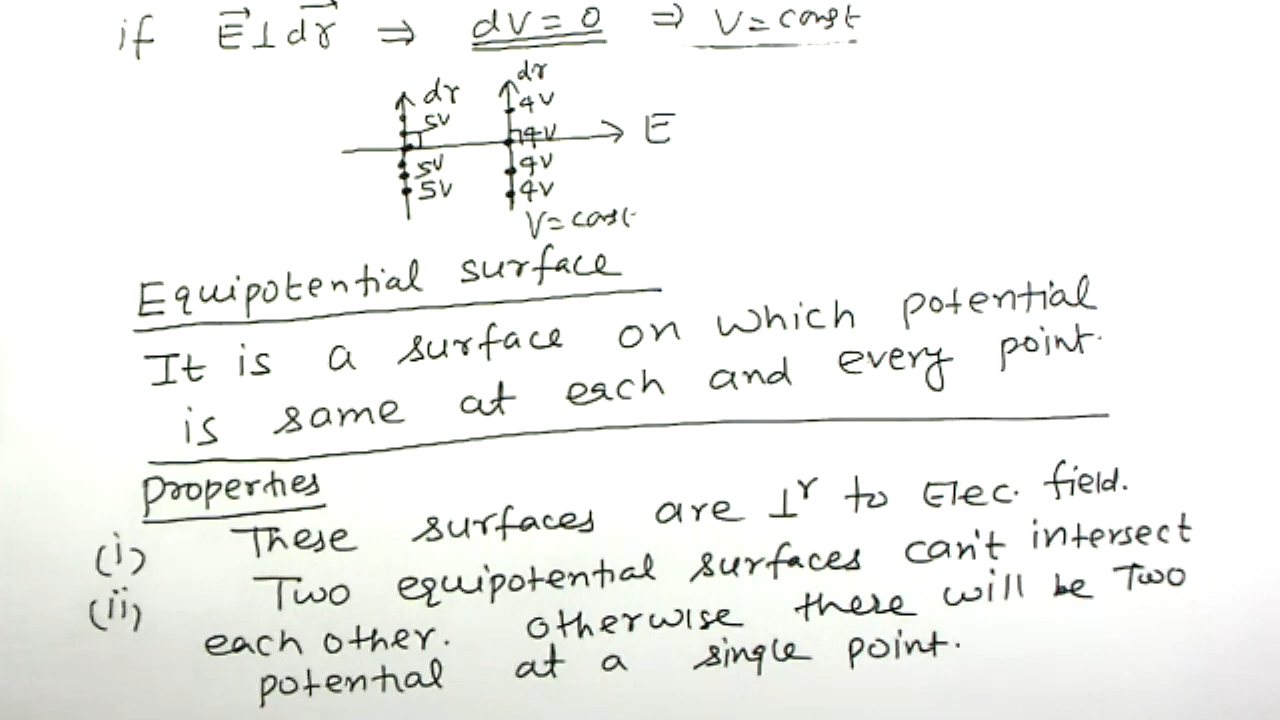 if E⃗ ⊥ dr⃗ ⇒ dV = 0 ⇒ V = const
dr
dr
5V
4V
4V
E
5V
4V
5V
4V
V = const
Equipotential surface
It is a surface on which potential
is same at each and every point.
Properties
(i) These surfaces are ⊥r to Elec. field.
(ii) Two equipotential surfaces can't intersect
each other. otherwise there will be Two
potential at a single point.